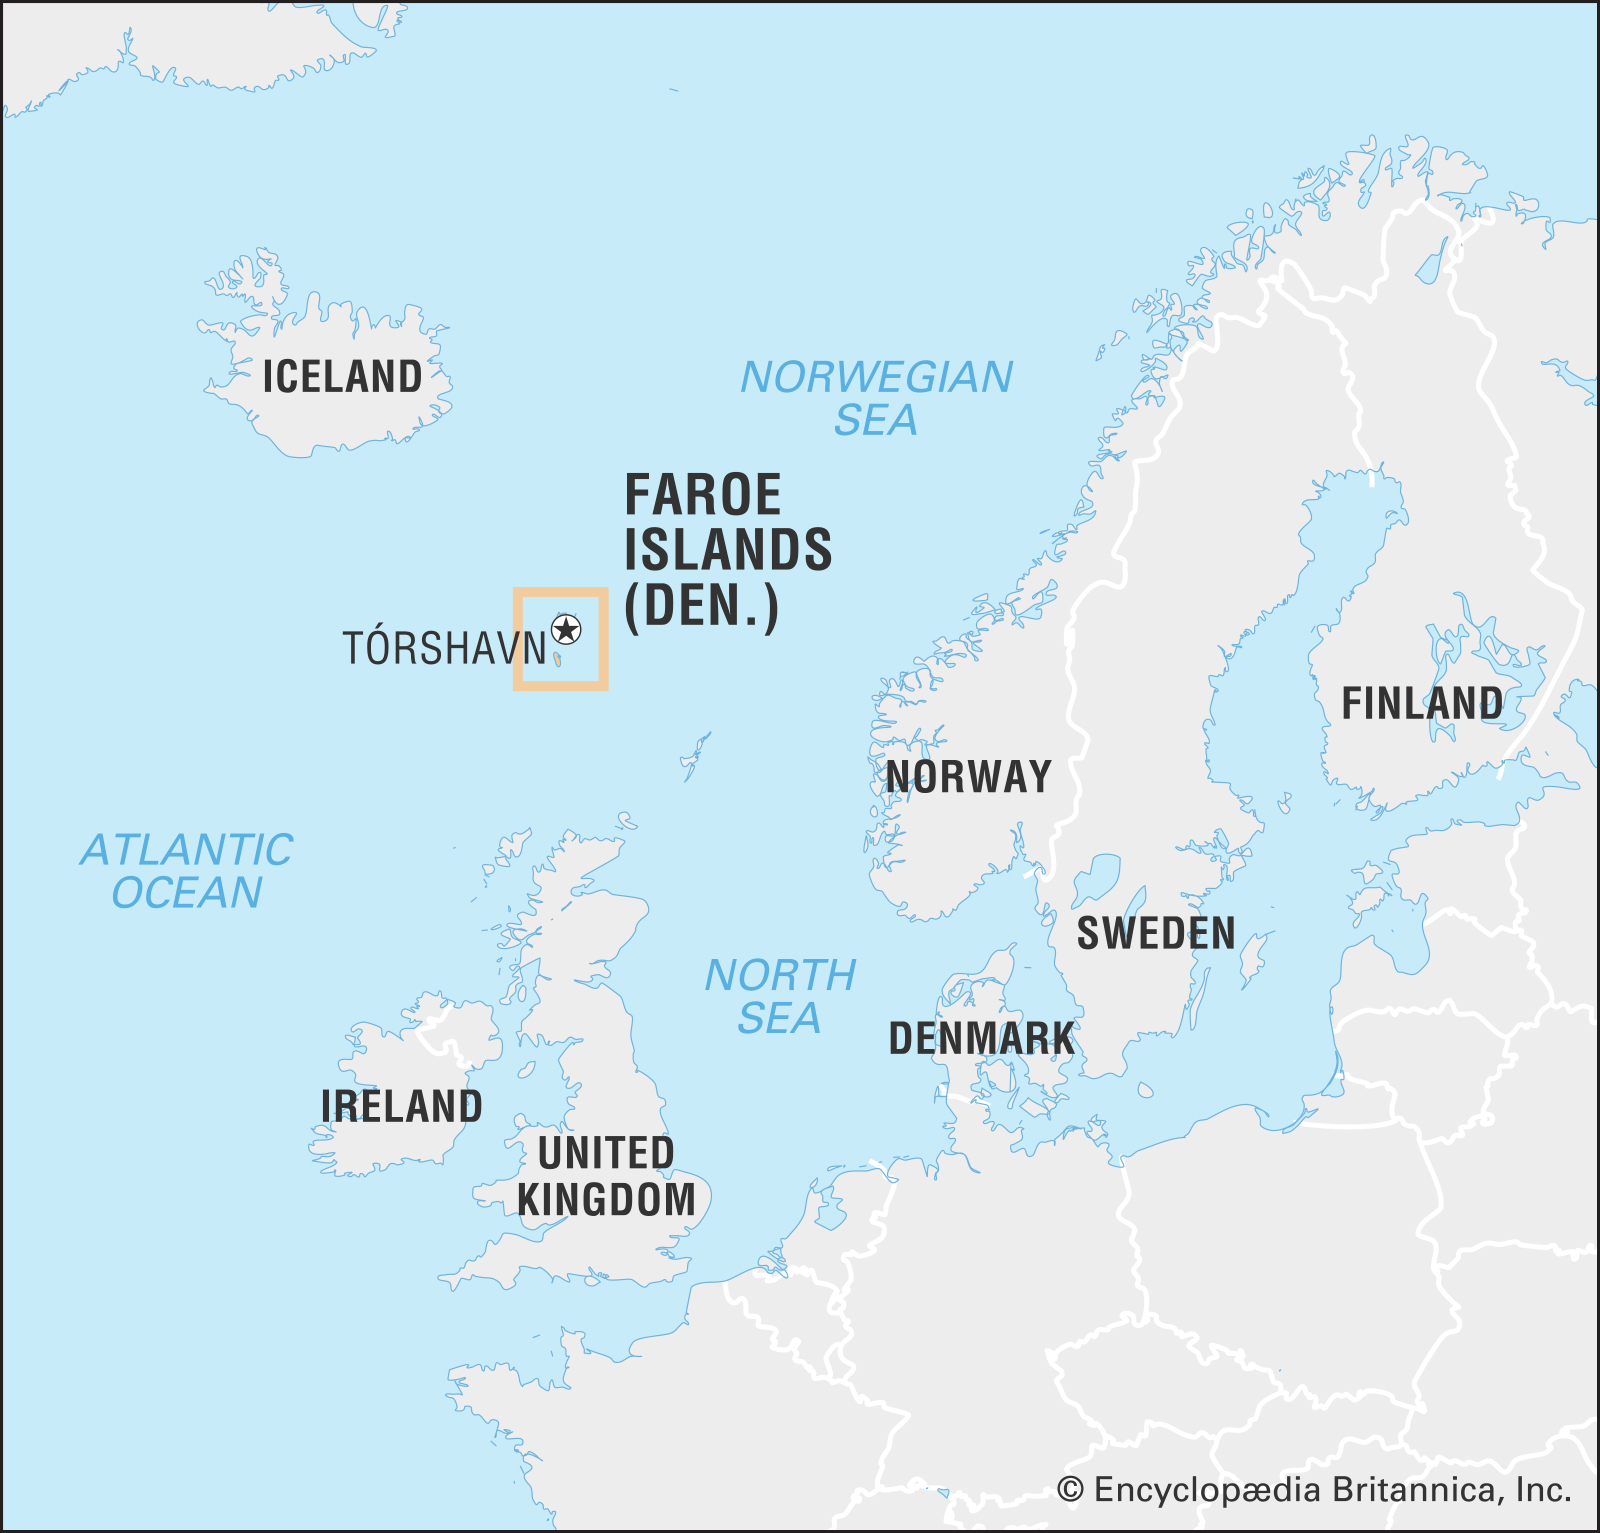 ICELAND
NORWEGIAN
SEA
FAROE
ISLANDS
(DEN.)
TÓRSHAVN
FINLAND
NORWAY
ATLANTIC
OCEAN
SWEDEN
NORTH
SEA
DENMARK
IRELAND
UNITED
KINGDOM
© Encyclopædia Britannica, Inc.